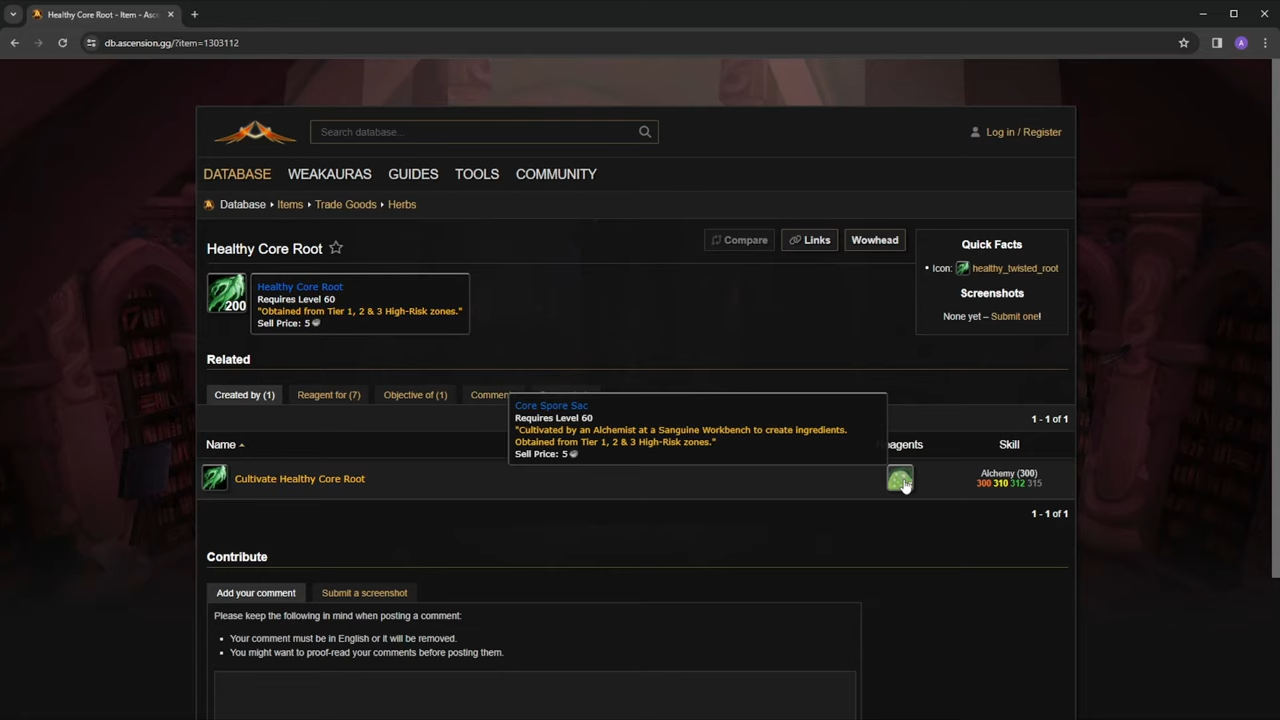 Healthy Core Root - Item - Asc
db.ascension.gg/?item=1303112
A
Search database...
Log in / Register
DATABASE WEAKAURAS GUIDES TOOLS COMMUNITY
Database Items Trade Goods Herbs
Healthy Core Root
Compare Links Wowhead
Quick Facts
• Icon: healthy_twisted_root
Screenshots
None yet – Submit one!
200
Healthy Core Root
Requires Level 60
"Obtained from Tier 1, 2 & 3 High-Risk zones."
Sell Price: 5
Related
Created by (1) Reagent for (7) Objective of (1)
Core Spore Sac
Requires Level 60
"Cultivated by an Alchemist at a Sanguine Workbench to create ingredients.
Obtained from Tier 1, 2 & 3 High-Risk zones."
Sell Price: 5
1 - 1 of 1
Name eagents Skill
Cultivate Healthy Core Root
Alchemy (300)
300 310 312 315
1 - 1 of 1
Contribute
Add your comment Submit a screenshot
Please keep the following in mind when posting a comment:
Your comment must be in English or it will be removed.
You might want to proof-read your comments before posting them.